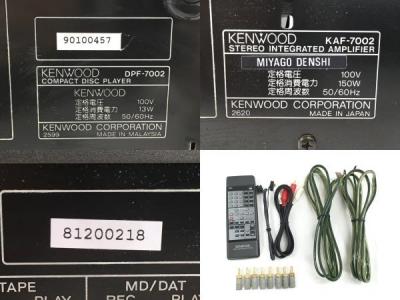 90100457
KENWOOD DPF-7002
COMPACT DISC PLAYER
KENWOOD
定格電圧 100V
定格消費電力 13W
定格周波数 50/60Hz
KENWOOD CORPORATION
2599 MADE IN MALAYSIA
KENWOOD KAF-7002
STEREO INTEGRATED AMPLIFIER
MIYAGO DENSHI
定格電圧 100V
定格消費電力 150W
定格周波数 50/60Hz
KENWOOD CORPORATION
2620 MADE IN JAPAN
81200218
TAPE MD/DAT
PLAY REC PLAY